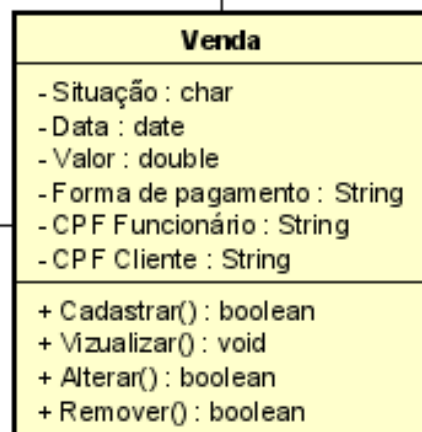 Venda
- Situação : char
- Data : date
- Valor : double
- Forma de pagamento : String
- CPF Funcionário : String
- CPF Cliente : String
+ Cadastrar() : boolean
+ Vizualizar() : void
+ Alterar() : boolean
+ Remover() : boolean